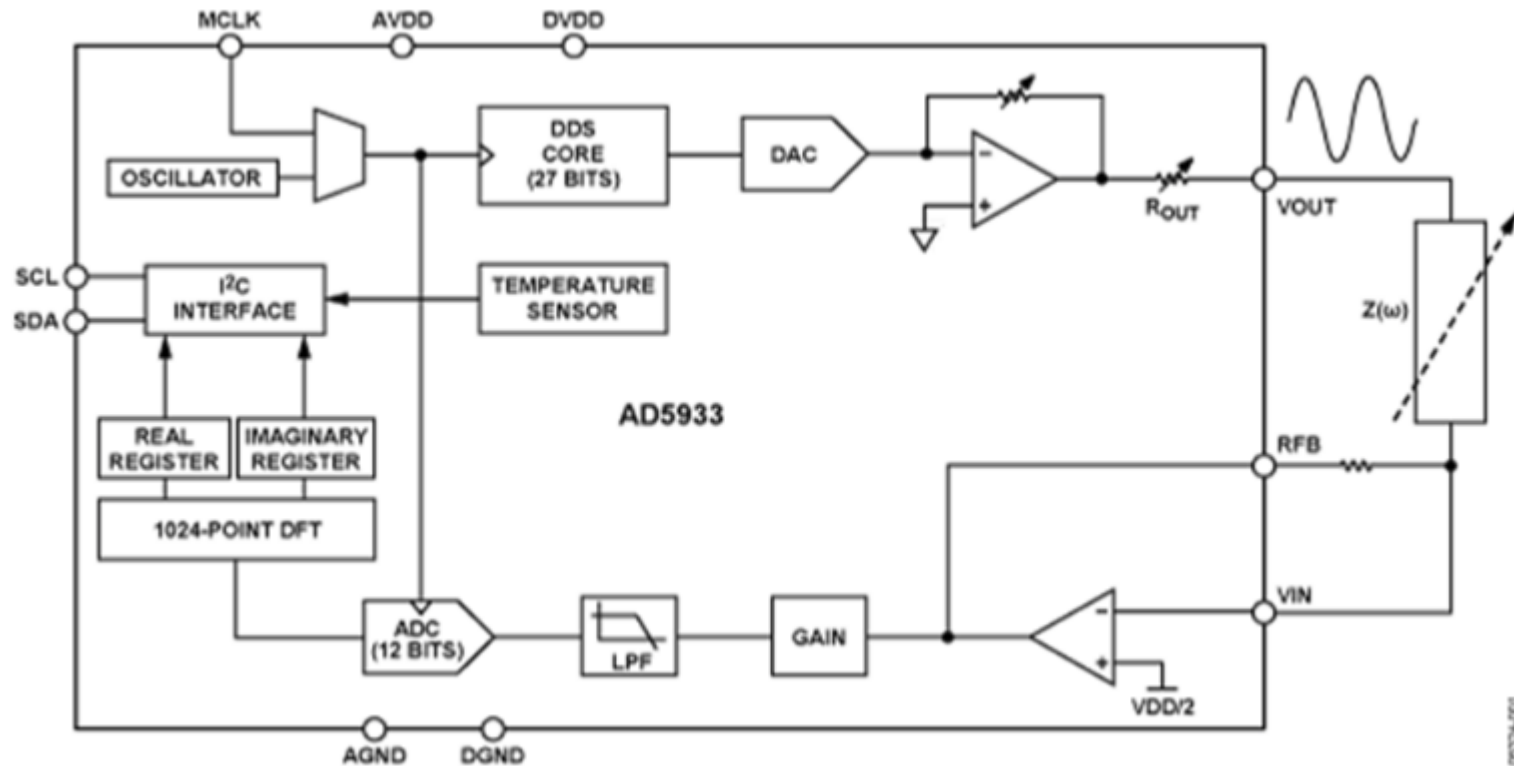 MCLK
AVDD
DVDD
DDS
CORE
(27 BITS)
DAC
OSCILLATOR
ROUT
VOUT
SCL
SDA
I²C
INTERFACE
TEMPERATURE
SENSOR
Z(ω)
AD5933
REAL
REGISTER
IMAGINARY
REGISTER
RFB
1024-POINT DFT
VIN
ADC
(12 BITS)
LPF
GAIN
VDD/2
AGND
DGND